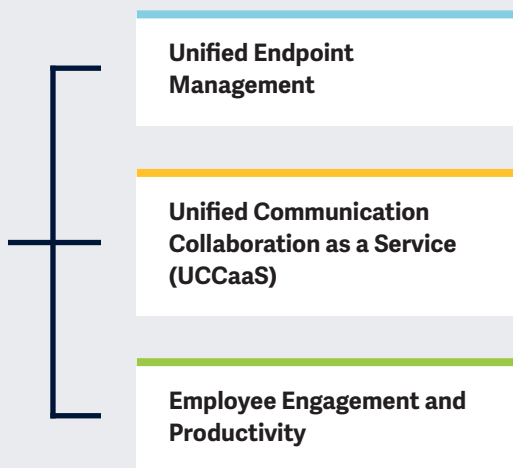 Unified Endpoint
Management
Unified Communication
Collaboration as a Service
(UCCaaS)
Employee Engagement and
Productivity